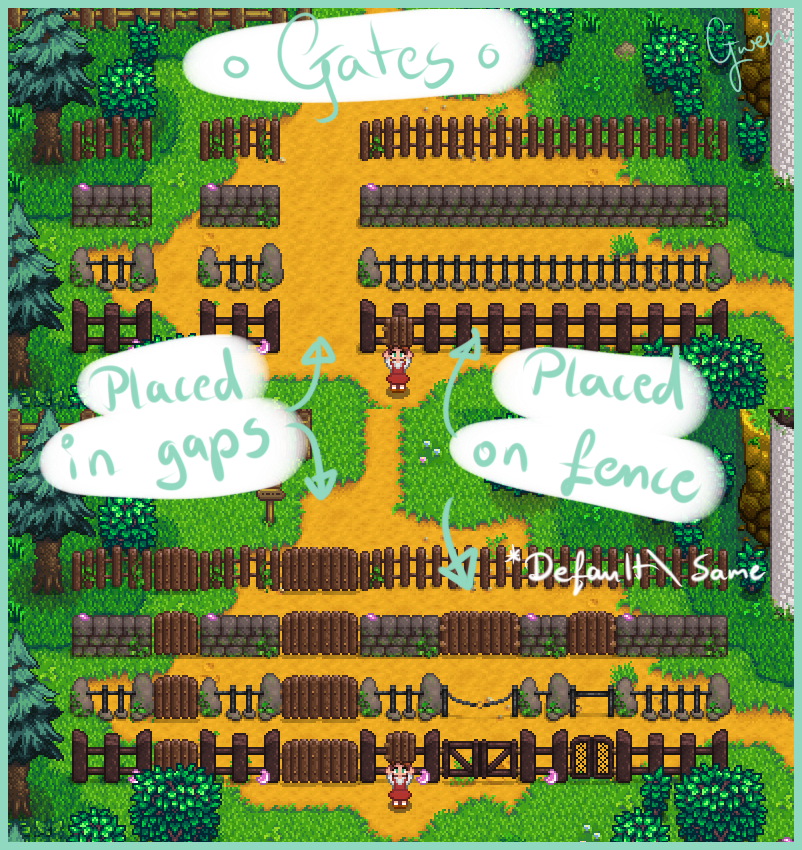 Gates
Gwen
Placed
in gaps
Placed
on fence
*Default\ Same